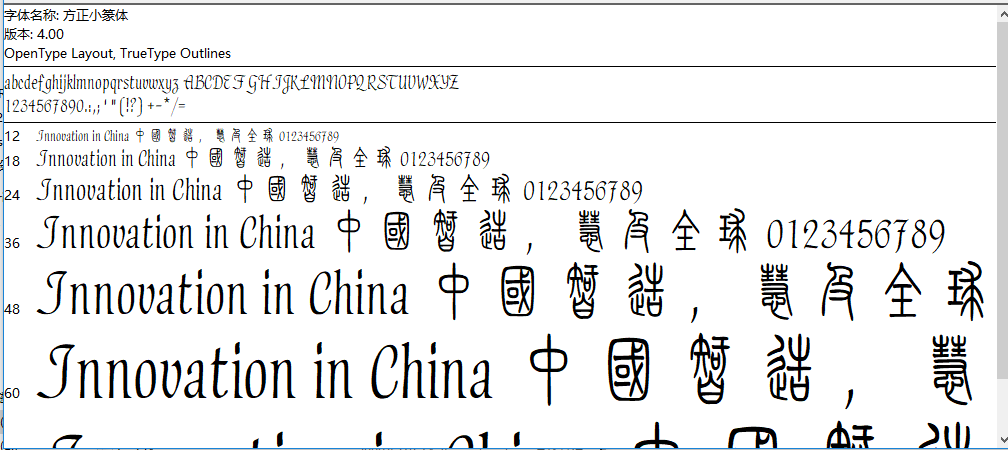 字体名称: 方正小篆体
版本: 4.00
OpenType Layout, TrueType Outlines
abcdefghijklmnopqrstuvwxyz ABCDEFGHIJKLMNOPQRSTUVWXYZ
1234567890.:,; ' " (!?) +-*/=
12 Innovation in China 中國智造，慧及全球 0123456789
18 Innovation in China 中國智造，慧及全球 0123456789
24 Innovation in China 中國智造，慧及全球 0123456789
36 Innovation in China 中國智造，慧及全球 0123456789
48 Innovation in China 中國智造，慧及全球
60 Innovation in China 中國智造，慧